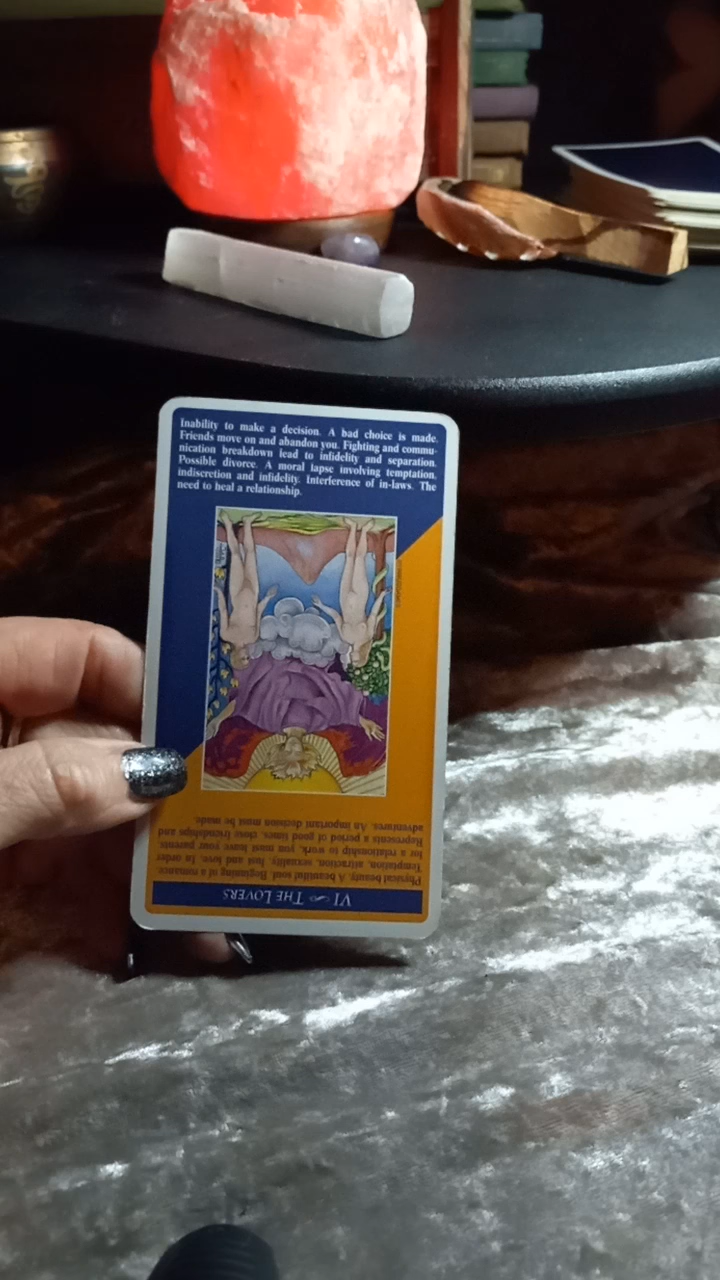 Inability to make a decision. A bad choice is made.
Friends move on and abandon you. Fighting and commu-
nication breakdown lead to infidelity and separation.
Possible divorce. A moral lapse involving temptation,
indiscretion and infidelity. Interference of in-laws. The
need to heal a relationship.
VI ~ THE LOVERS
Physical beauty. A beautiful soul. Beginning of a romance.
Temptation, attraction, sexuality, lust and love. In order
for a relationship to work, you must leave your parents.
Represents a period of good times, close friendships and
adventures. An important decision must be made.